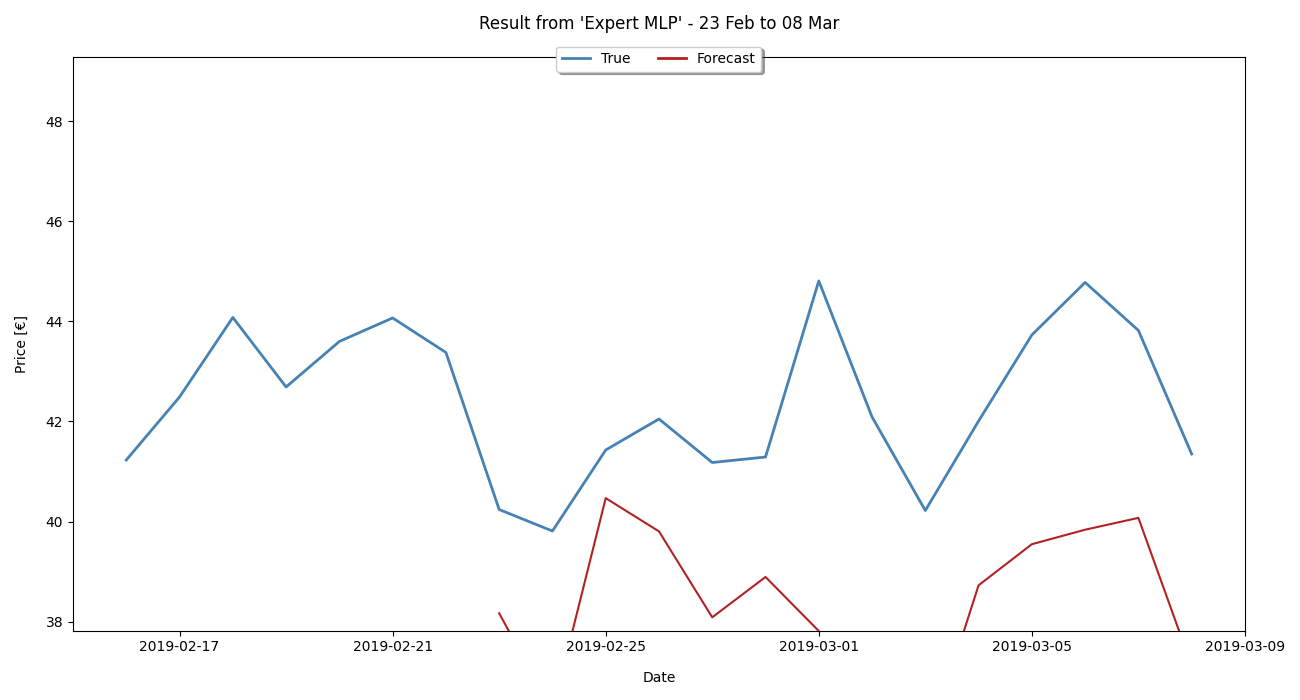 Result from 'Expert MLP' - 23 Feb to 08 Mar
True Forecast
48
46
44
42
40
38
Price [€]
2019-02-17 2019-02-21 2019-02-25 2019-03-01 2019-03-05 2019-03-09
Date